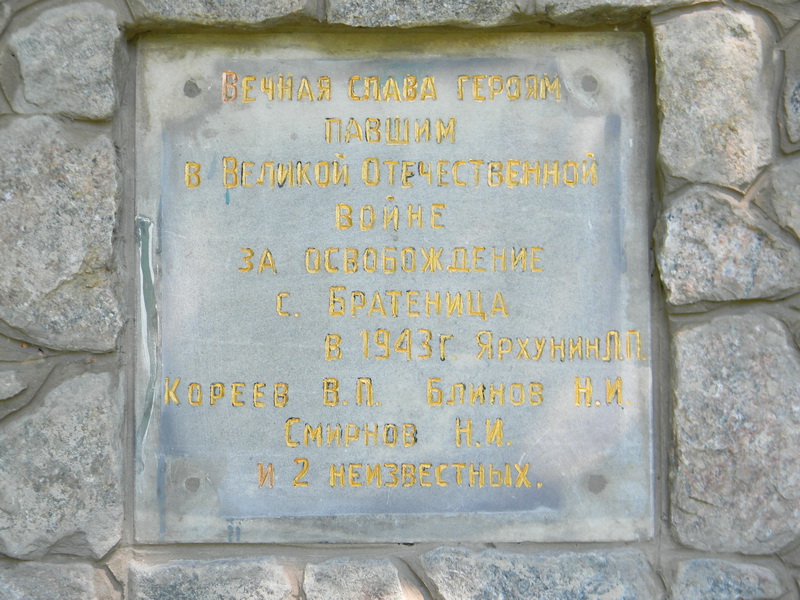 Вечная слава героям
павшим
в Великой Отечественной
войне
за освобождение
с. Братеница
в 1943г Ярхунин Л.П.
Кореев В.П. Блинов Н.И.
Смирнов Н.И.
и 2 неизвестных.